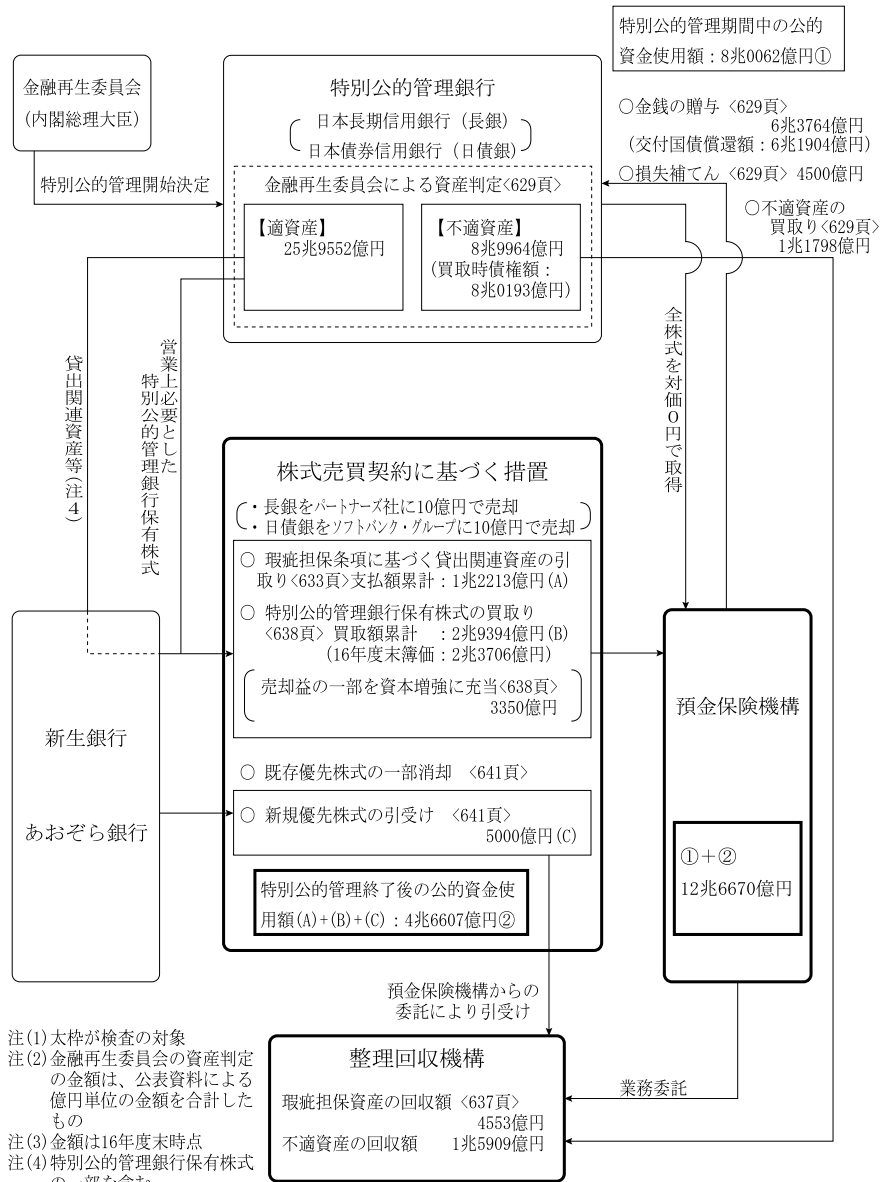 特別公的管理期間中の公的
資金使用額：8兆0062億円①
金融再生委員会
(内閣総理大臣)
特別公的管理開始決定
特別公的管理銀行
日本長期信用銀行（長銀）
日本債券信用銀行（日債銀）
金融再生委員会による資産判定<629頁>
【適資産】
25兆9552億円
【不適資産】
8兆9964億円
(買取時債権額：
8兆0193億円)
○金銭の贈与 <629頁>
6兆3764億円
(交付国債償還額：6兆1904億円)
○損失補てん <629頁> 4500億円
○不適資産の
買取り<629頁>
1兆1798億円
貸出関連資産等(注４)
営業上必要とした
特別公的管理銀行保有株式
全株式を対価０円で取得
株式売買契約に基づく措置
・長銀をパートナーズ社に10億円で売却
・日債銀をソフトバンク・グループに10億円で売却
○ 瑕疵担保条項に基づく貸出関連資産の引
取り<633頁>支払額累計：1兆2213億円(A)
○ 特別公的管理銀行保有株式の買取り
<638頁> 買取額累計　：2兆9394億円(B)
(16年度末簿価：2兆3706億円)
売却益の一部を資本増強に充当<638頁>
3350億円
○ 既存優先株式の一部消却　<641頁>
○ 新規優先株式の引受け　<641頁>
5000億円(C)
特別公的管理終了後の公的資金使
用額(A)+(B)+(C)：4兆6607億円②
新生銀行
あおぞら銀行
預金保険機構
①＋②
12兆6670億円
預金保険機構からの
委託により引受け
業務委託
整理回収機構
瑕疵担保資産の回収額 <637頁>
4553億円
不適資産の回収額　1兆5909億円
注(1) 太枠が検査の対象
注(2) 金融再生委員会の資産判定
の金額は、公表資料による
億円単位の金額を合計した
もの
注(3) 金額は16年度末時点
注(4) 特別公的管理銀行保有株式
の一部を含む